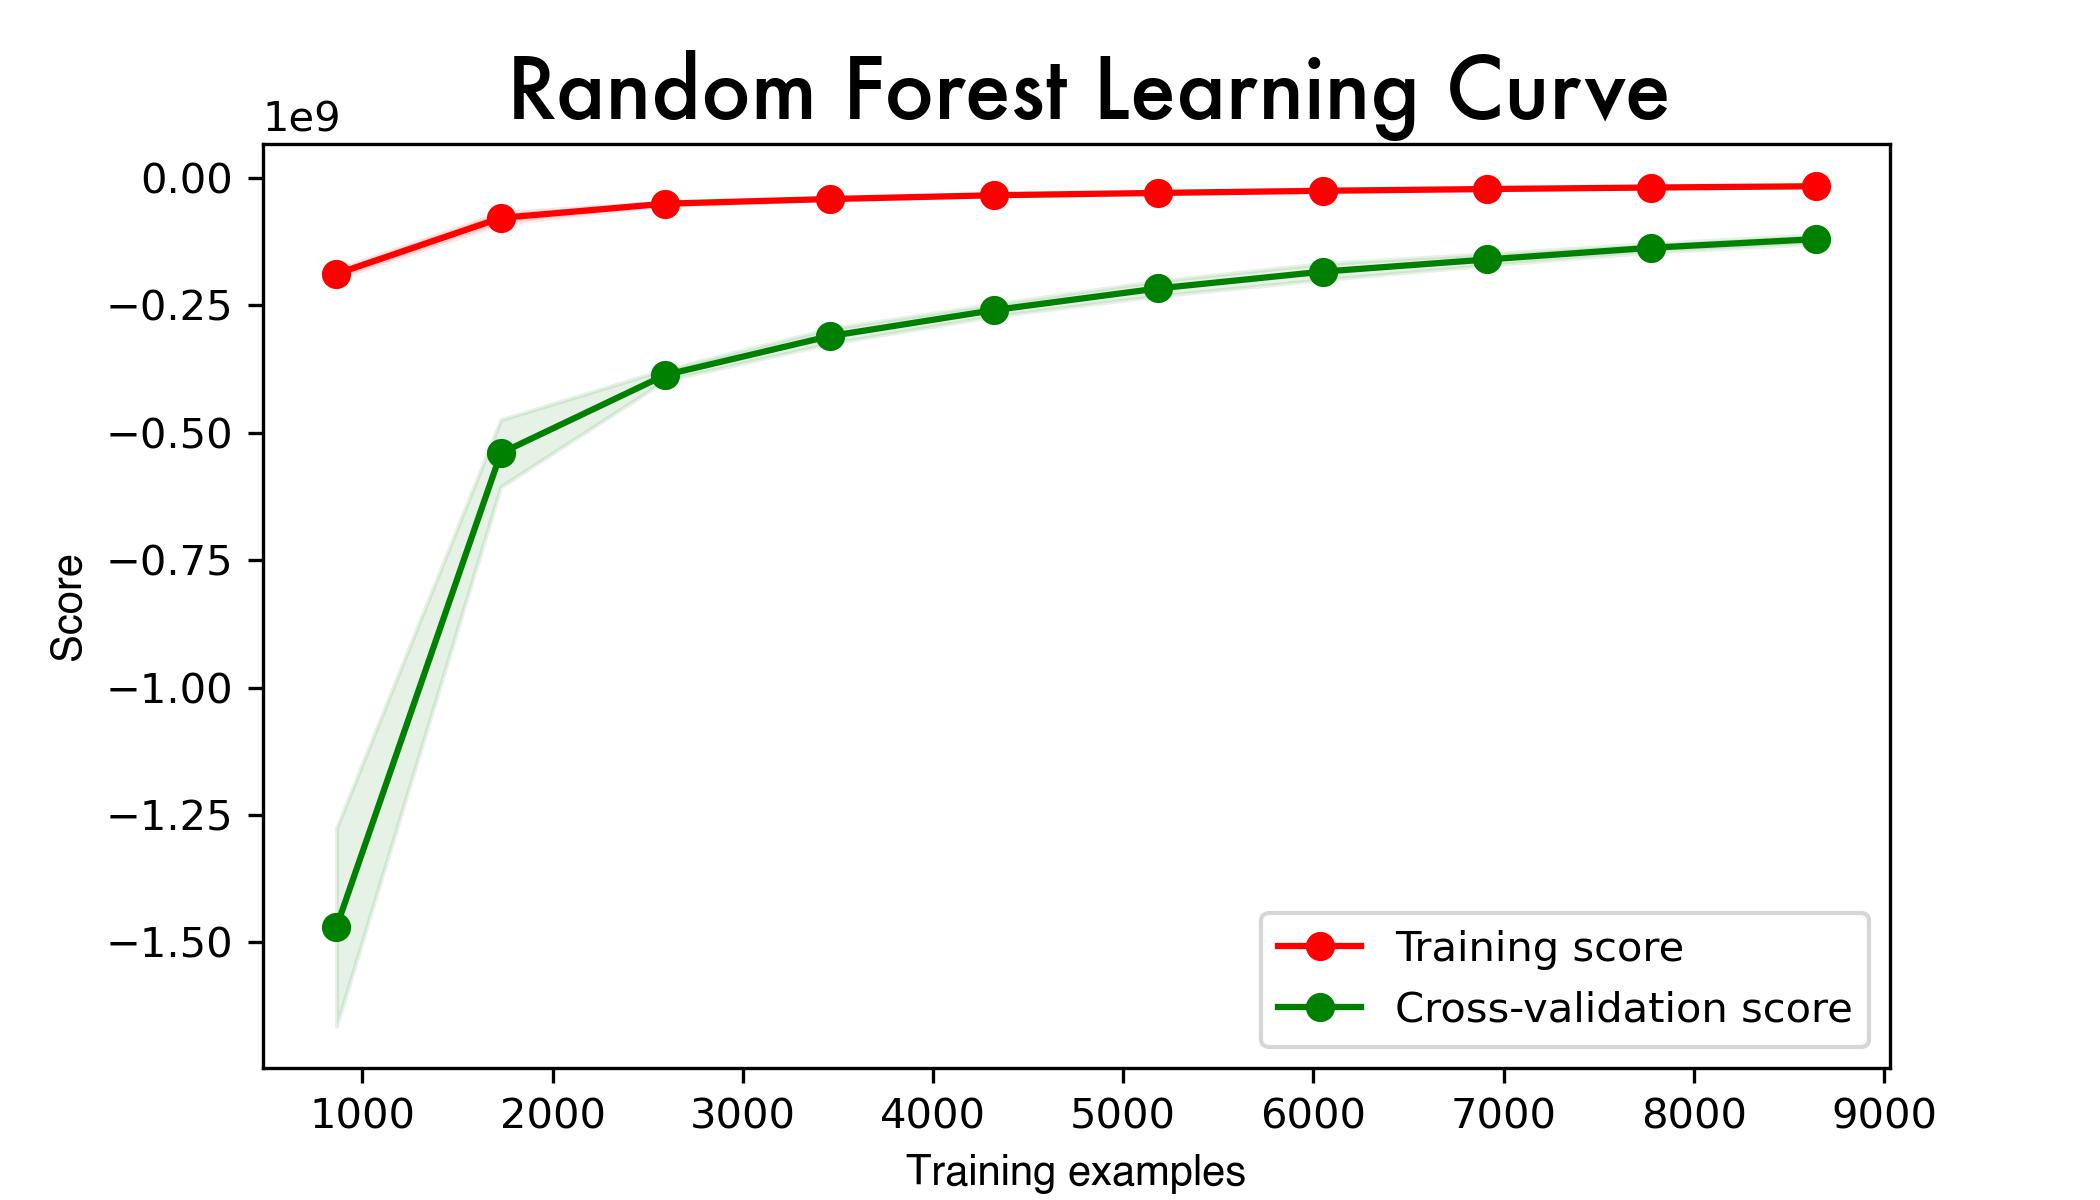 Random Forest Learning Curve
1e9
0.00
−0.25
−0.50
−0.75
−1.00
−1.25
−1.50
Score
Training score
Cross-validation score
1000 2000 3000 4000 5000 6000 7000 8000 9000
Training examples